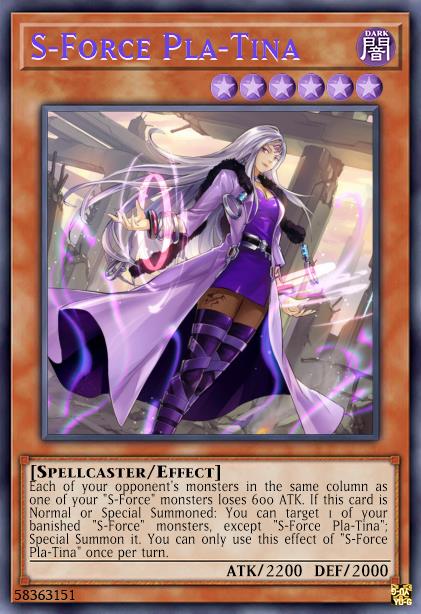 S-Force Pla-Tina
DARK
闇
[Spellcaster/Effect]
Each of your opponent's monsters in the same column as
one of your "S-Force" monsters loses 600 ATK. If this card is
Normal or Special Summoned: You can target 1 of your
banished "S-Force" monsters, except "S-Force Pla-Tina";
Special Summon it. You can only use this effect of "S-Force
Pla-Tina" once per turn.
ATK/2200 DEF/2000
58363151